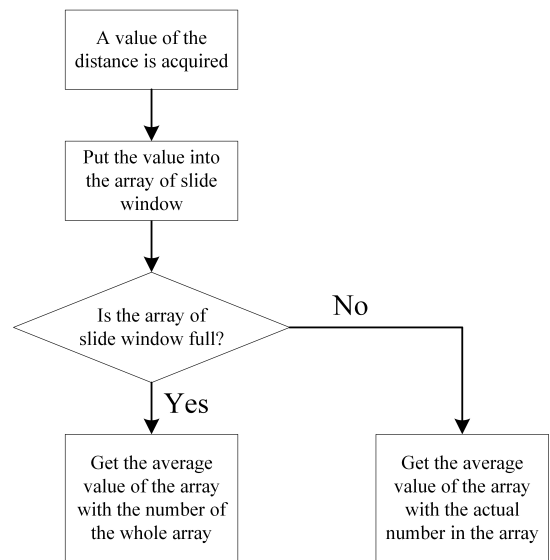 A value of the
distance is acquired
Put the value into
the array of slide
window
Is the array of
slide window full?
No
Yes
Get the average
value of the array
with the number of
the whole array
Get the average
value of the array
with the actual
number in the array